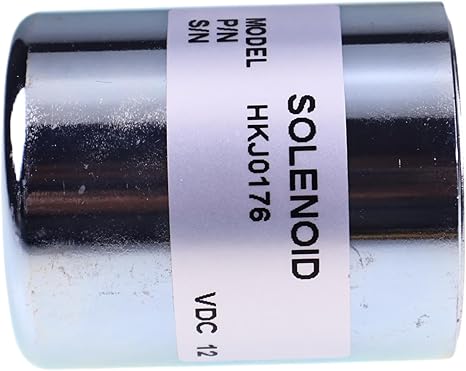 SOLENOID
MODEL
P/N HKJ0176
S/N VDC 12